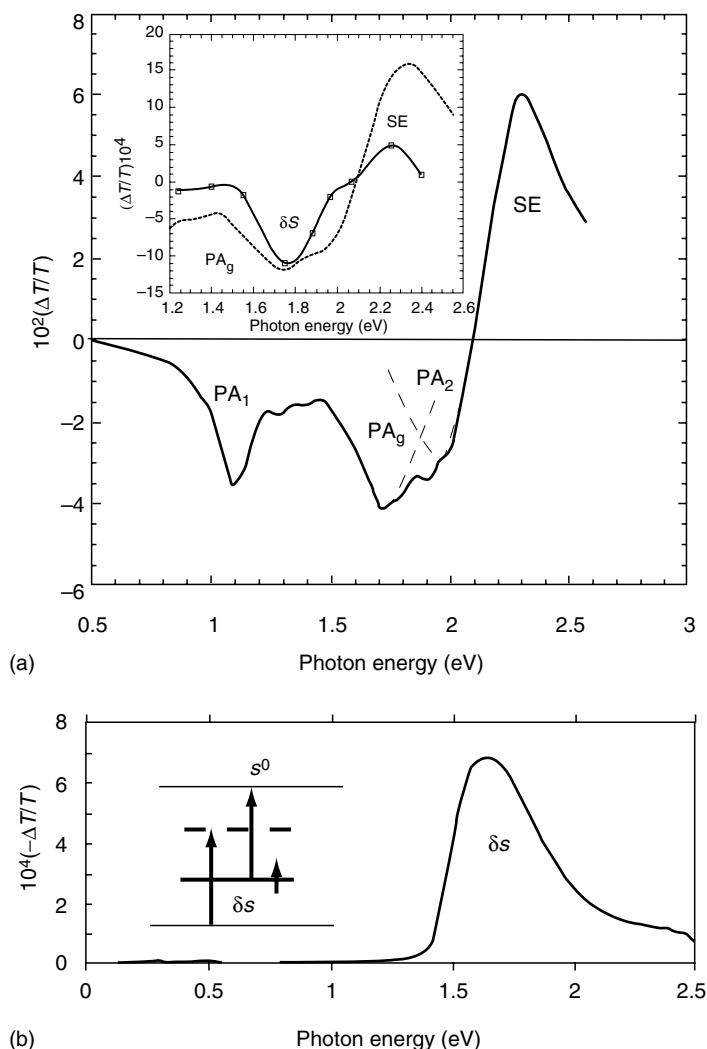 20
15
10
5
0
−5
−10
−15
(ΔT/T)10⁴
SE
δS
PA_g
1.2 1.4 1.6 1.8 2 2.2 2.4 2.6
Photon energy (eV)
8
6
4
2
0
−2
−4
−6
10²(ΔT/T)
SE
PA₁
PA₂
PA_g
0.5 1 1.5 2 2.5 3
(a) Photon energy (eV)
8
6
4
2
0
10⁴(−ΔT/T)
s⁰
δs
δs
0 0.5 1 1.5 2 2.5
(b) Photon energy (eV)